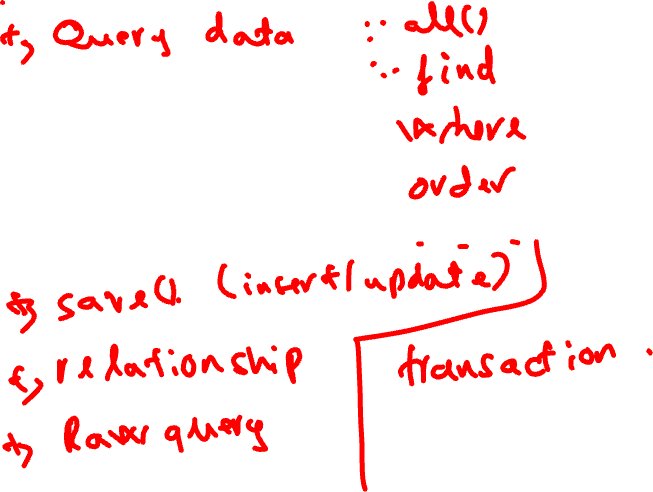 +, Query data :: all()
:. find
where
order
+, save(). (insert/update)
+, relationship
transaction.
+, Raw query